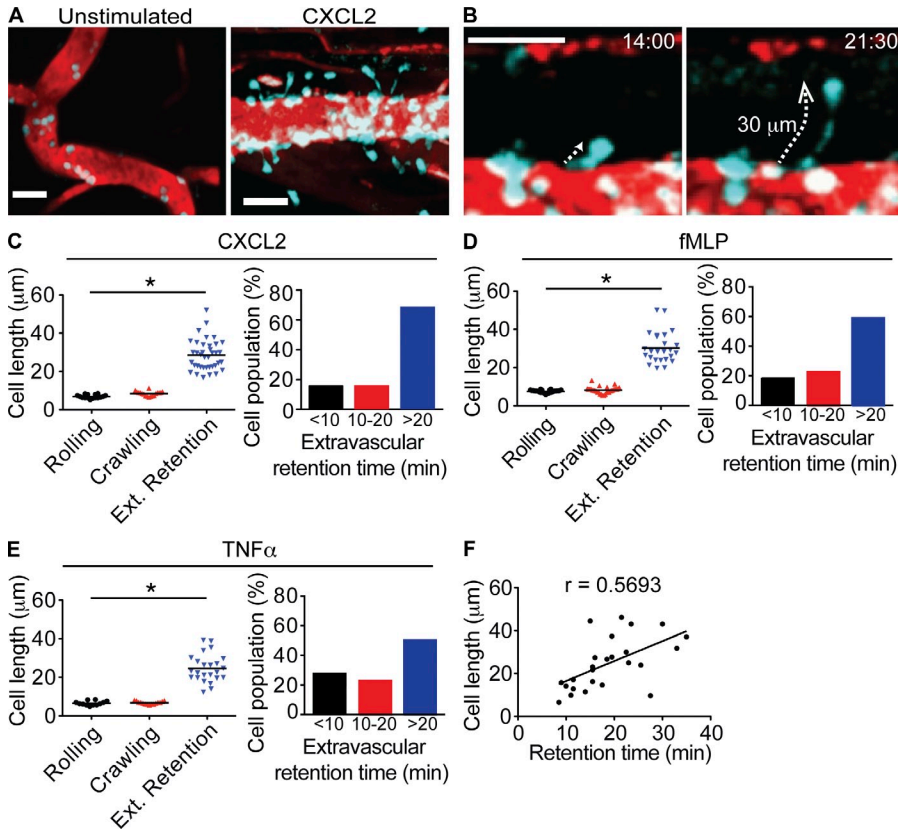 A
Unstimulated
CXCL2
B
14:00
21:30
30 μm
C
CXCL2
Cell length (μm)
60
40
20
0
*
Rolling
Crawling
Ext. Retention
Cell population (%)
80
60
40
20
0
<10 10-20 >20
Extravascular
retention time (min)
D
fMLP
Cell length (μm)
60
40
20
0
*
Rolling
Crawling
Ext. Retention
Cell population (%)
80
60
40
20
0
<10 10-20 >20
Extravascular
retention time (min)
E
TNFα
Cell length (μm)
60
40
20
0
*
Rolling
Crawling
Ext. Retention
Cell population (%)
80
60
40
20
0
<10 10-20 >20
Extravascular
retention time (min)
F
r = 0.5693
Cell length (μm)
60
40
20
0
0 10 20 30 40
Retention time (min)